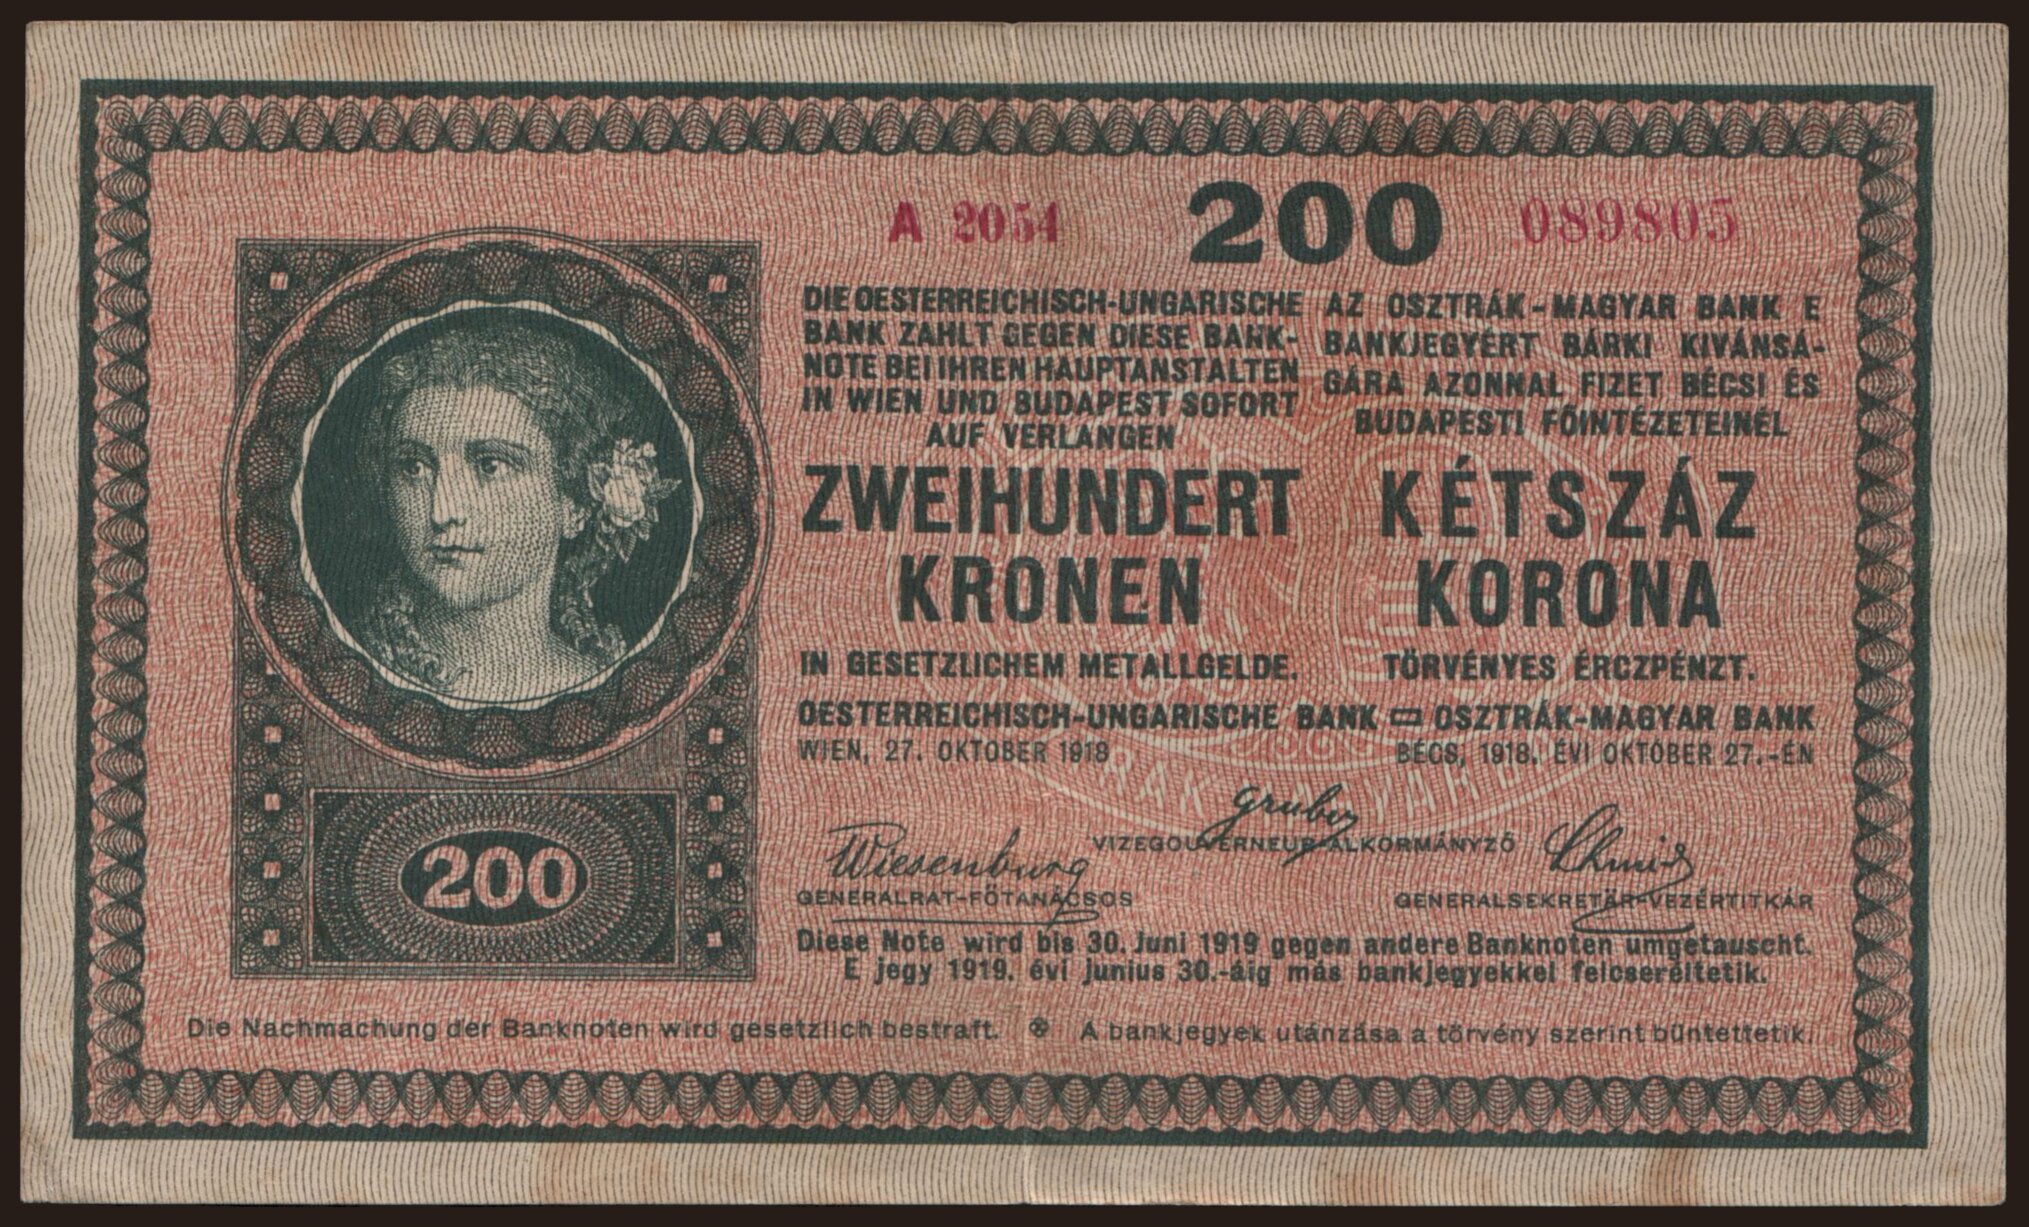 A 2054 200 089805
DIE OESTERREICHISCH-UNGARISCHE
BANK ZAHLT GEGEN DIESE BANK-
NOTE BEI IHREN HAUPTANSTALTEN
IN WIEN UND BUDAPEST SOFORT
AUF VERLANGEN
ZWEIHUNDERT
KRONEN
IN GESETZLICHEM METALLGELDE.
AZ OSZTRÁK-MAGYAR BANK E
BANKJEGYÉRT BÁRKI KIVÁNSÁ-
GÁRA AZONNAL FIZET BÉCSI ÉS
BUDAPESTI FŐINTÉZETEINÉL
KÉTSZÁZ
KORONA
TÖRVÉNYES ÉRCZPÉNZT.
OESTERREICHISCH-UNGARISCHE BANK OSZTRÁK-MAGYAR BANK
WIEN, 27. OKTOBER 1918 BÉCS, 1918. ÉVI OKTÓBER 27.-ÉN
Gruber
VIZEGOUVERNEUR-ALKORMÁNYZÓ
Wiesenburg
GENERALRAT-FŐTANÁCSOS
Schmid
GENERALSEKRETÄR-VEZÉRTITKÁR
Diese Note wird bis 30. Juni 1919 gegen andere Banknoten umgetauscht.
E jegy 1919. évi junius 30.-áig más bankjegyekkel felcseréltetik.
200
Die Nachmachung der Banknoten wird gesetzlich bestraft. A bankjegyek utánzása a törvény szerint büntettetik.